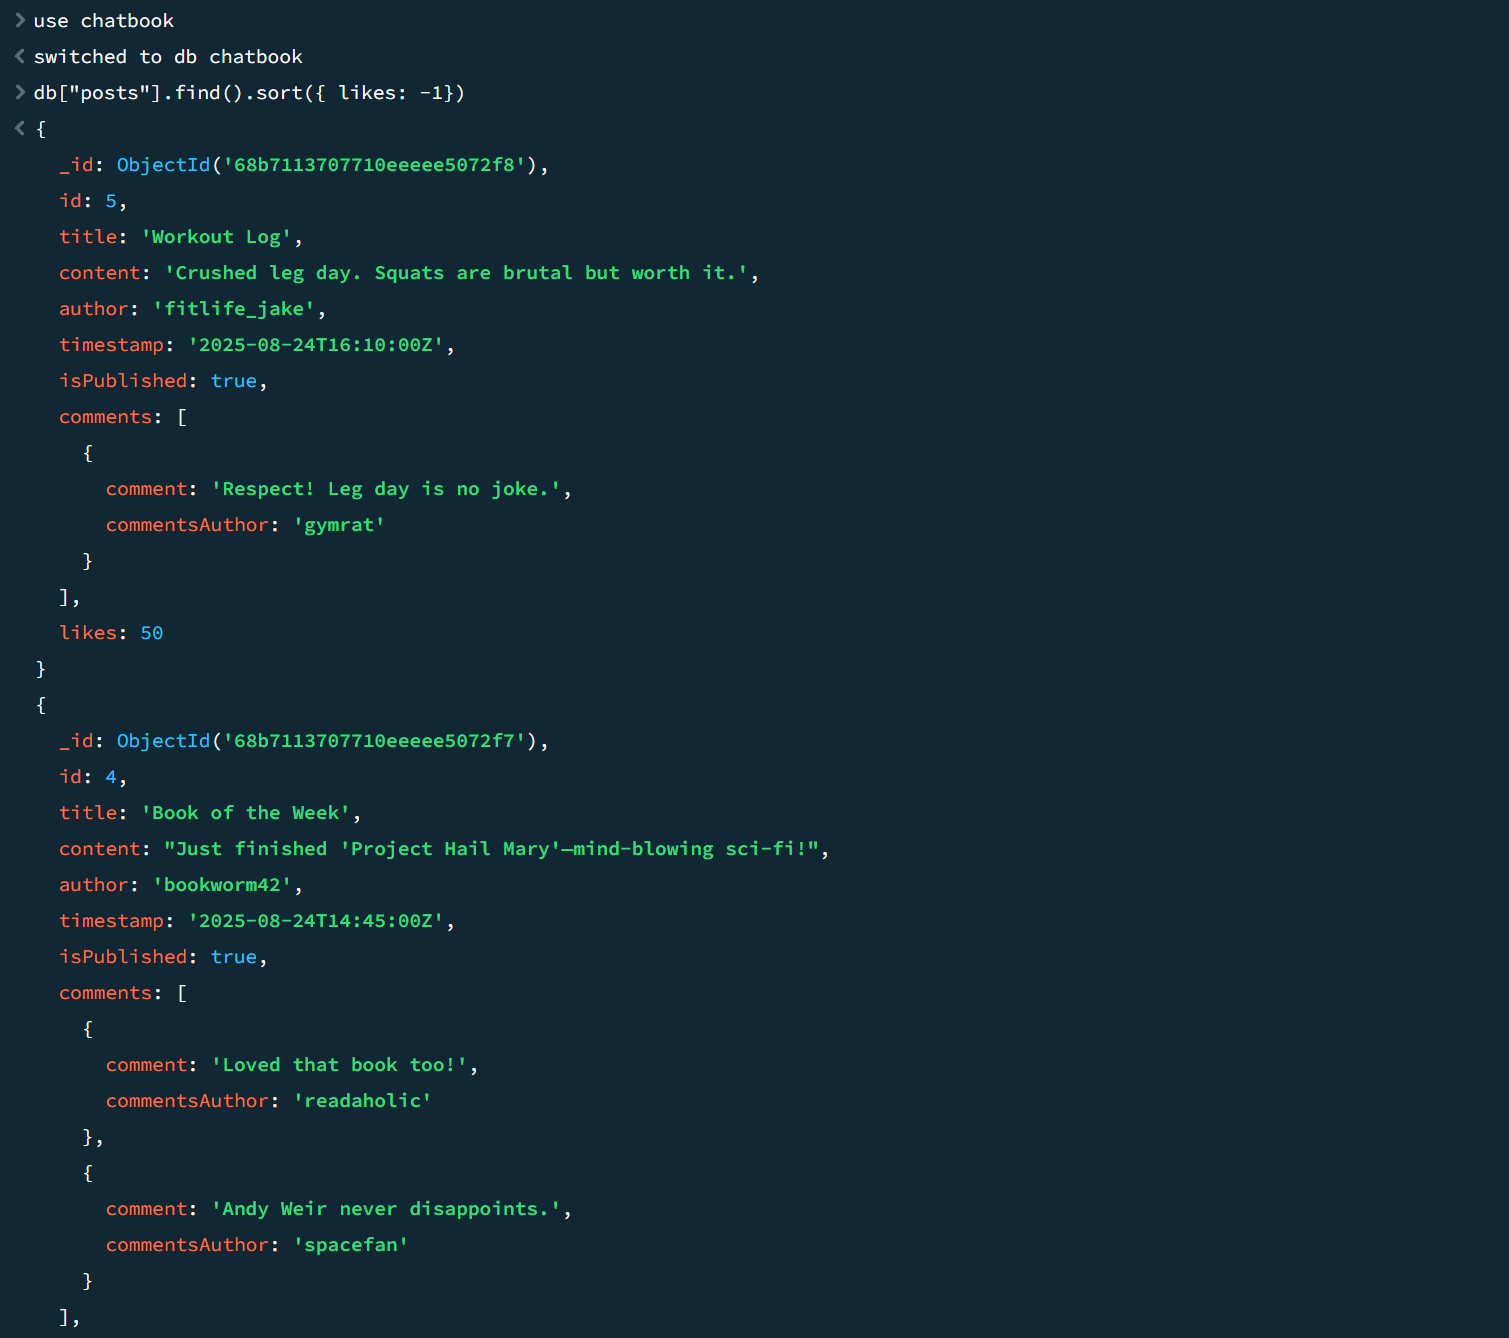 > use chatbook
< switched to db chatbook
> db["posts"].find().sort({ likes: -1})
< {
_id: ObjectId('68b7113707710eeeee5072f8'),
id: 5,
title: 'Workout Log',
content: 'Crushed leg day. Squats are brutal but worth it.',
author: 'fitlife_jake',
timestamp: '2025-08-24T16:10:00Z',
isPublished: true,
comments: [
{
comment: 'Respect! Leg day is no joke.',
commentsAuthor: 'gymrat'
}
],
likes: 50
}
{
_id: ObjectId('68b7113707710eeeee5072f7'),
id: 4,
title: 'Book of the Week',
content: "Just finished 'Project Hail Mary'—mind-blowing sci-fi!",
author: 'bookworm42',
timestamp: '2025-08-24T14:45:00Z',
isPublished: true,
comments: [
{
comment: 'Loved that book too!',
commentsAuthor: 'readaholic'
},
{
comment: 'Andy Weir never disappoints.',
commentsAuthor: 'spacefan'
}
],